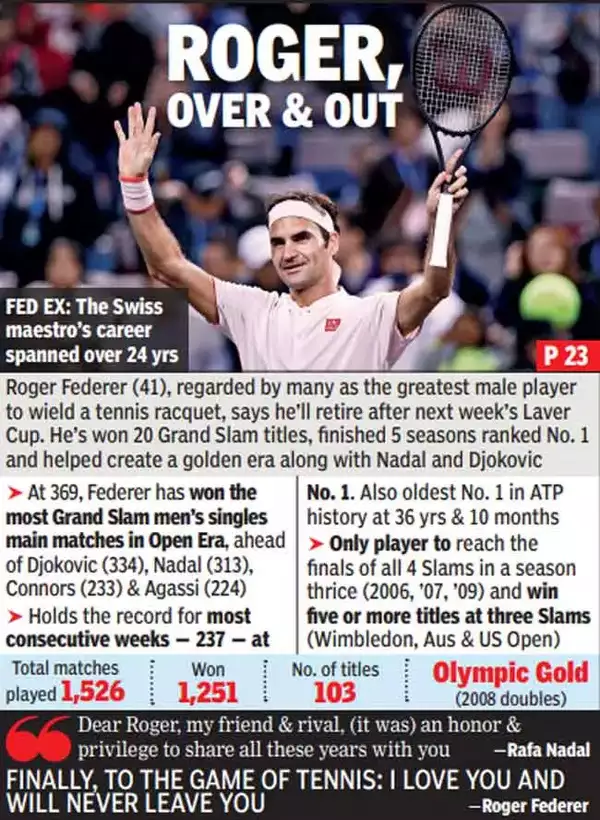 ROGER,
OVER & OUT
FED EX: The Swiss
maestro's career
spanned over 24 yrs
P 23
Roger Federer (41), regarded by many as the greatest male player
to wield a tennis racquet, says he'll retire after next week's Laver
Cup. He's won 20 Grand Slam titles, finished 5 seasons ranked No. 1
and helped create a golden era along with Nadal and Djokovic
➤ At 369, Federer has won the
most Grand Slam men's singles
main matches in Open Era, ahead
of Djokovic (334), Nadal (313),
Connors (233) & Agassi (224)
➤ Holds the record for most
consecutive weeks — 237 — at
No. 1. Also oldest No. 1 in ATP
history at 36 yrs & 10 months
➤ Only player to reach the
finals of all 4 Slams in a season
thrice (2006, '07, '09) and win
five or more titles at three Slams
(Wimbledon, Aus & US Open)
Total matches
played 1,526
Won
1,251
No. of titles
103
Olympic Gold
(2008 doubles)
Dear Roger, my friend & rival, (it was) an honor &
privilege to share all these years with you —Rafa Nadal
FINALLY, TO THE GAME OF TENNIS: I LOVE YOU AND
WILL NEVER LEAVE YOU —Roger Federer